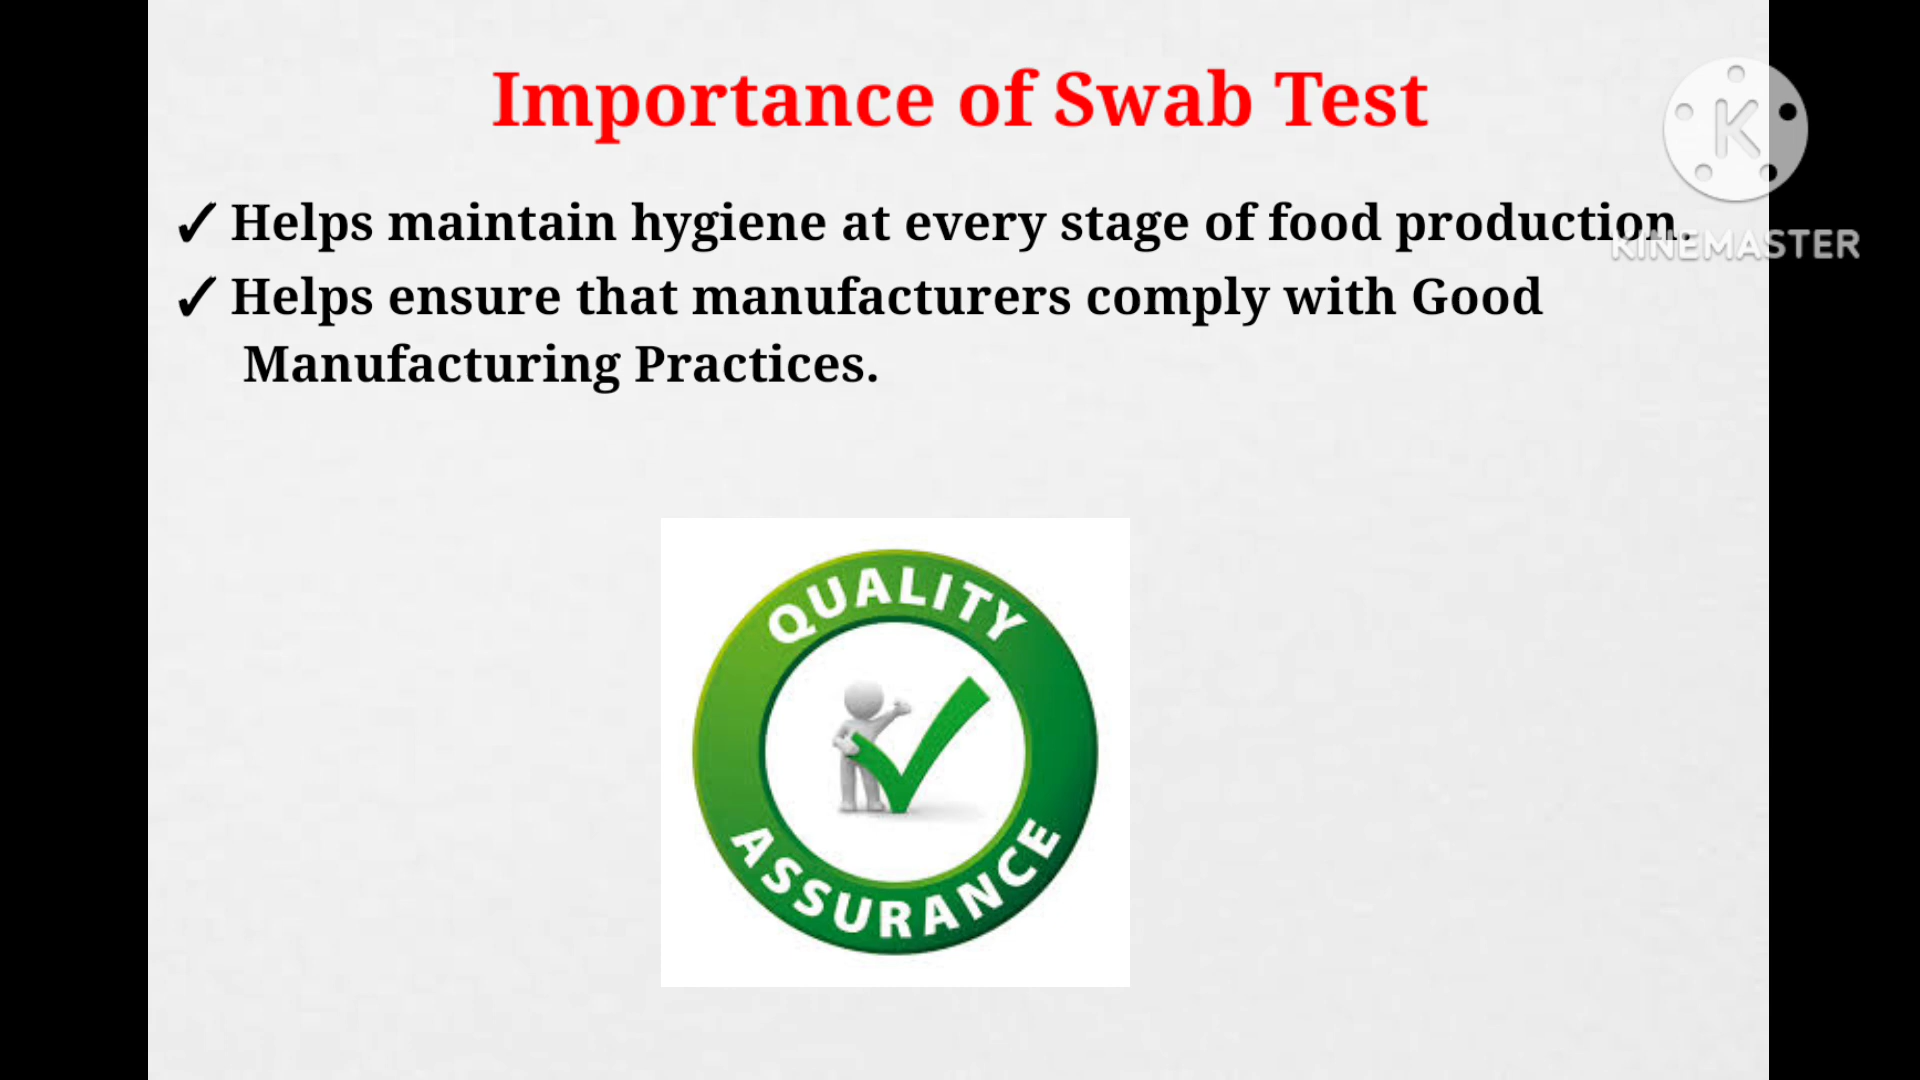 Importance of Swab Test
✓ Helps maintain hygiene at every stage of food production.
✓ Helps ensure that manufacturers comply with Good
Manufacturing Practices.
K
KINEMASTER
QUALITY
ASSURANCE